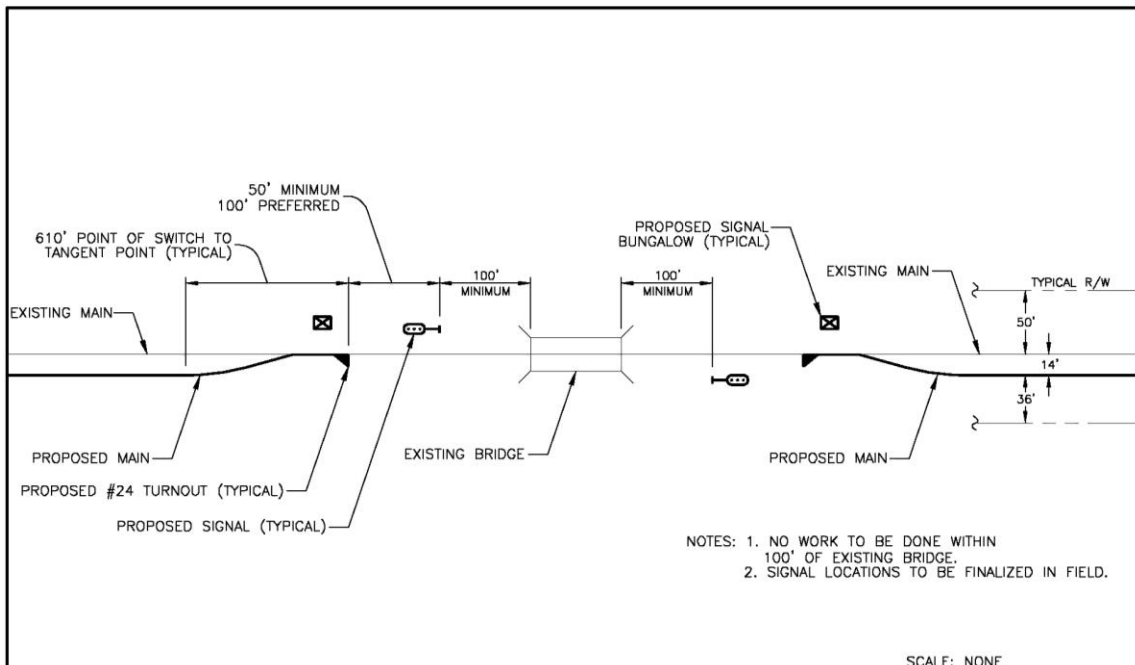 50' MINIMUM
100' PREFERRED
610' POINT OF SWITCH TO
TANGENT POINT (TYPICAL)
PROPOSED SIGNAL
BUNGALOW (TYPICAL)
EXISTING MAIN
TYPICAL R/W
100'
MINIMUM
100'
MINIMUM
EXISTING MAIN
50'
14'
36'
PROPOSED MAIN
EXISTING BRIDGE
PROPOSED MAIN
PROPOSED #24 TURNOUT (TYPICAL)
PROPOSED SIGNAL (TYPICAL)
NOTES: 1. NO WORK TO BE DONE WITHIN
100' OF EXISTING BRIDGE.
2. SIGNAL LOCATIONS TO BE FINALIZED IN FIELD.
SCALE: NONE